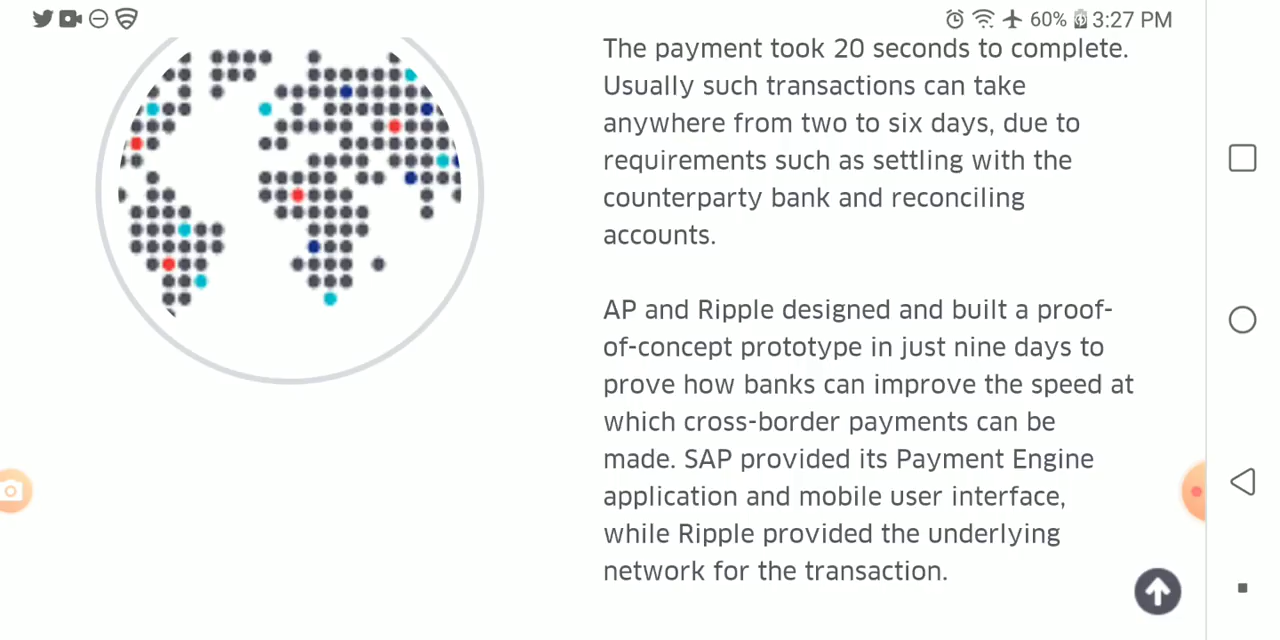 60% 3:27 PM
The payment took 20 seconds to complete.
Usually such transactions can take
anywhere from two to six days, due to
requirements such as settling with the
counterparty bank and reconciling
accounts.
AP and Ripple designed and built a proof-
of-concept prototype in just nine days to
prove how banks can improve the speed at
which cross-border payments can be
made. SAP provided its Payment Engine
application and mobile user interface,
while Ripple provided the underlying
network for the transaction.